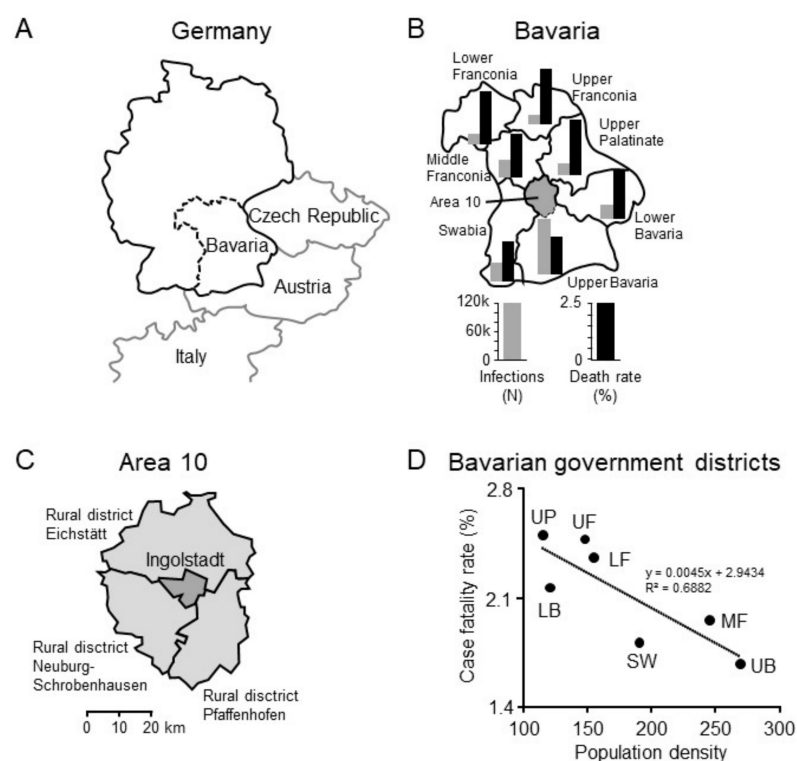 A
Germany
Czech Republic
Bavaria
Austria
Italy
B
Bavaria
Lower
Franconia
Upper
Franconia
Upper
Palatinate
Middle
Franconia
Area 10
Swabia
Lower
Bavaria
Upper Bavaria
120k
60k
0
Infections
(N)
2.5
0
Death rate
(%)
C
Area 10
Rural district
Eichstätt
Ingolstadt
Rural disctrict
Neuburg-
Schrobenhausen
Rural disctrict
Pfaffenhofen
0 10 20 km
D
Bavarian government districts
Case fatality rate (%)
2.8
2.1
1.4
UP
UF
LF
LB
y = 0.0045x + 2.9434
R² = 0.6882
MF
SW
UB
100 150 200 250 300
Population density